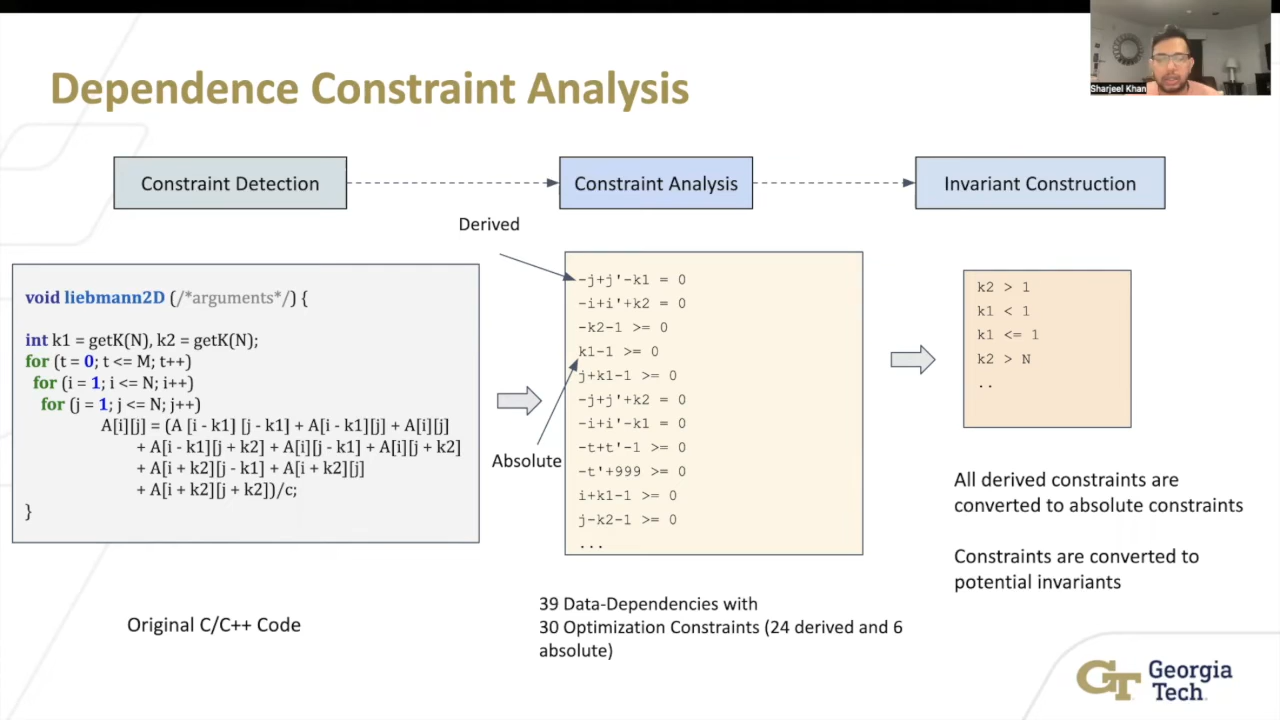 Dependence Constraint Analysis
Sharjeel Khan
Constraint Detection
Constraint Analysis
Invariant Construction
Derived
void liebmann2D (/*arguments*/) {
int k1 = getK(N), k2 = getK(N);
for (t = 0; t <= M; t++)
for (i = 1; i <= N; i++)
for (j = 1; j <= N; j++)
A[i][j] = (A [i - k1] [j - k1] + A[i - k1][j] + A[i][j]
+ A[i - k1][j + k2] + A[i][j - k1] + A[i][j + k2]
+ A[i + k2][j - k1] + A[i + k2][j]
+ A[i + k2][j + k2])/c;
}
Original C/C++ Code
Absolute
-j+j'-k1 = 0
-i+i'+k2 = 0
-k2-1 >= 0
k1-1 >= 0
j+k1-1 >= 0
-j+j'+k2 = 0
-i+i'-k1 = 0
-t+t'-1 >= 0
-t'+999 >= 0
i+k1-1 >= 0
j-k2-1 >= 0
...
39 Data-Dependencies with
30 Optimization Constraints (24 derived and 6
absolute)
k2 > 1
k1 < 1
k1 <= 1
k2 > N
..
All derived constraints are
converted to absolute constraints
Constraints are converted to
potential invariants
GT Georgia
Tech